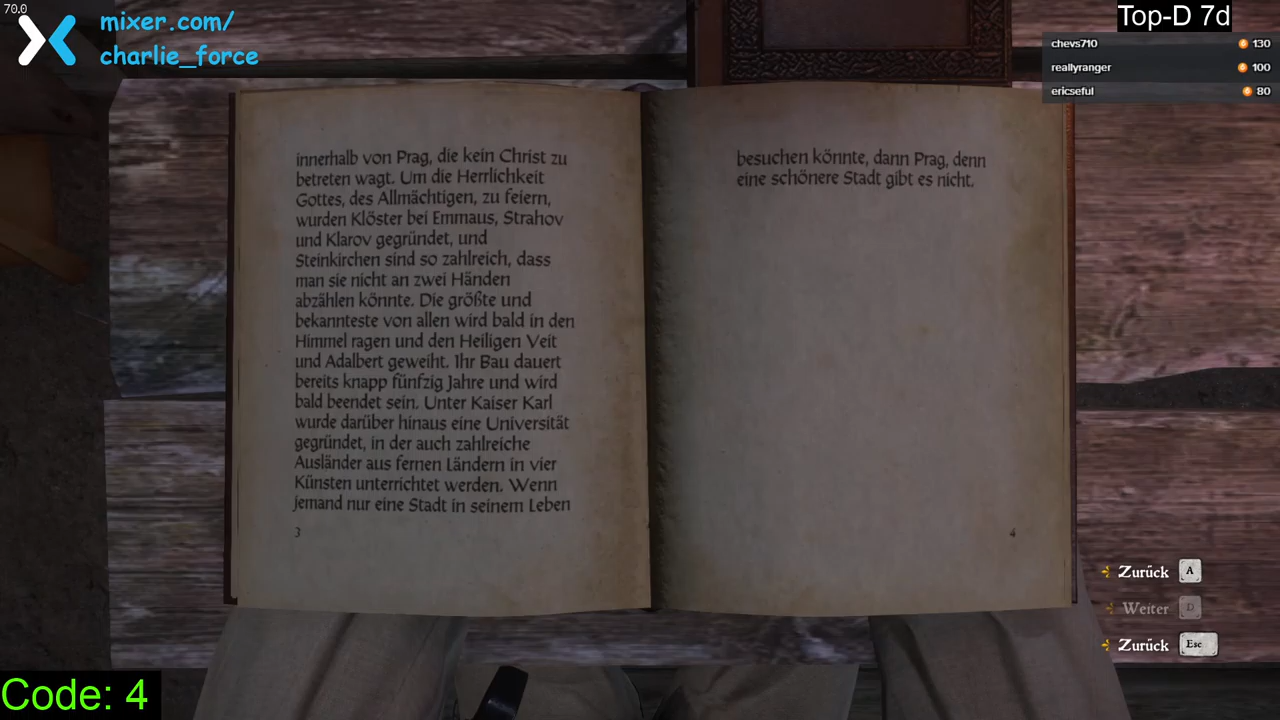 70.0
mixer.com/
charlie_force
Top-D 7d
chevs710 130
reallyranger 100
ericseful 80
innerhalb von Prag, die kein Christ zu
betreten wagt. Um die Herrlichkeit
Gottes, des Allmächtigen, zu feiern,
wurden Klöster bei Emmaus, Strahov
und Klarov gegründet, und
Steinkirchen sind so zahlreich, dass
man sie nicht an zwei Händen
abzählen könnte. Die größte und
bekannteste von allen wird bald in den
Himmel ragen und den Heiligen Veit
und Adalbert geweiht. Ihr Bau dauert
bereits knapp fünfzig Jahre und wird
bald beendet sein. Unter Kaiser Karl
wurde darüber hinaus eine Universität
gegründet, in der auch zahlreiche
Ausländer aus fernen Ländern in vier
Künsten unterrichtet werden. Wenn
jemand nur eine Stadt in seinem Leben
3
besuchen könnte, dann Prag, denn
eine schönere Stadt gibt es nicht.
4
Zurück A
Weiter D
Zurück Esc
Code: 4